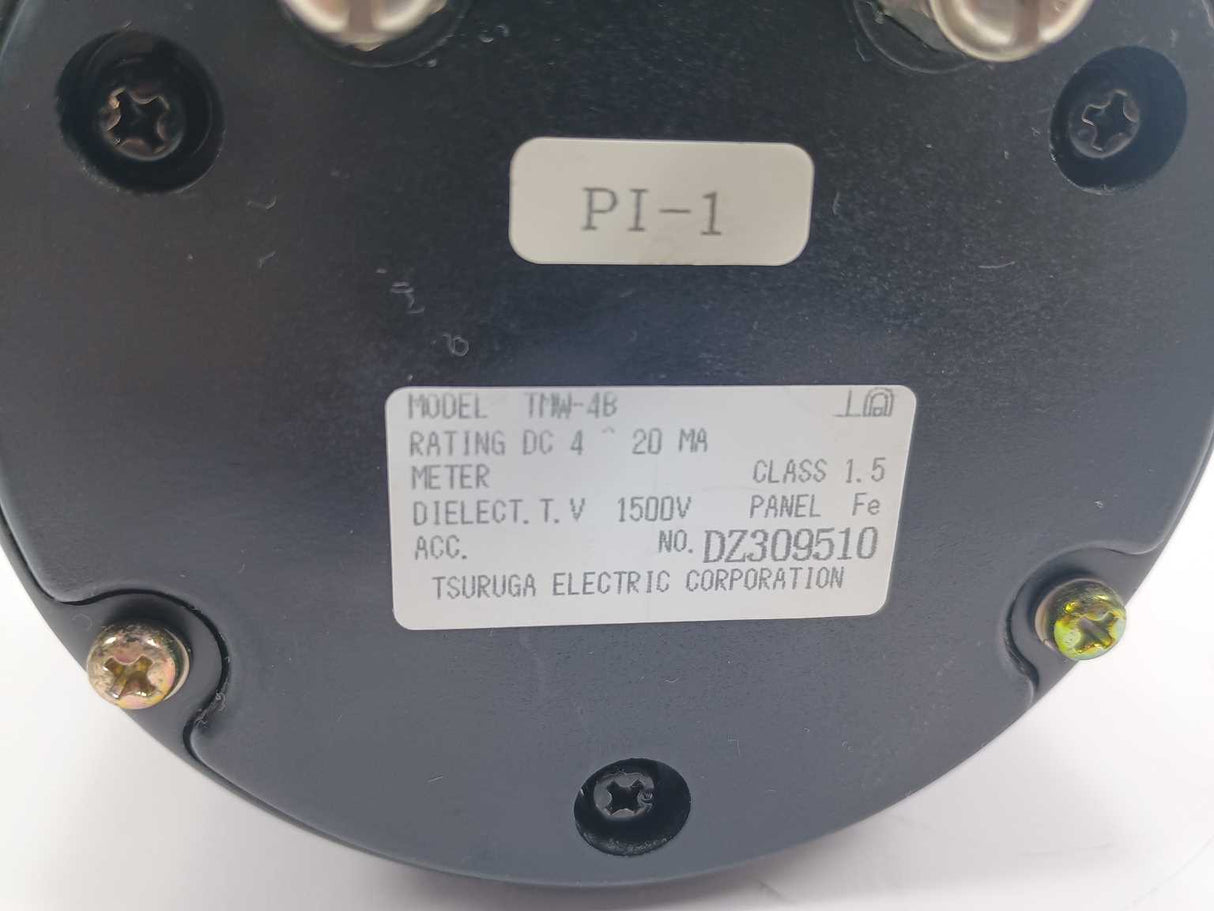 PI-1
MODEL TMW-4B
RATING DC 4 ~ 20 MA
METER CLASS 1.5
DIELECT. T. V 1500V PANEL Fe
ACC. NO. DZ309510
TSURUGA ELECTRIC CORPORATION